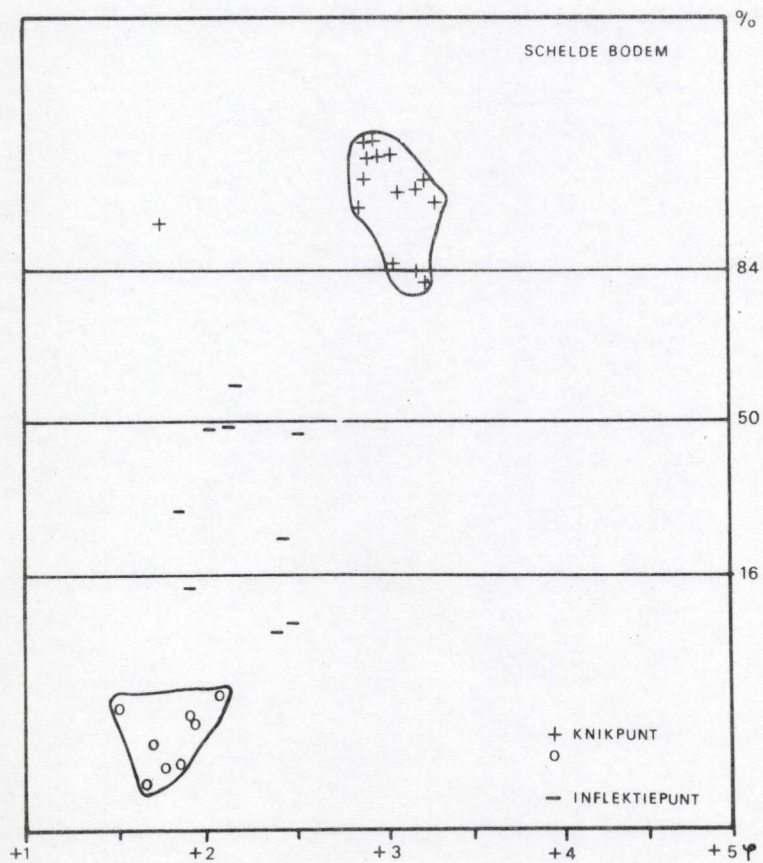 %
SCHELDE BODEM
84
50
16
+ KNIKPUNT
O
– INFLEKTIEPUNT
+1 +2 +3 +4 +5 φ